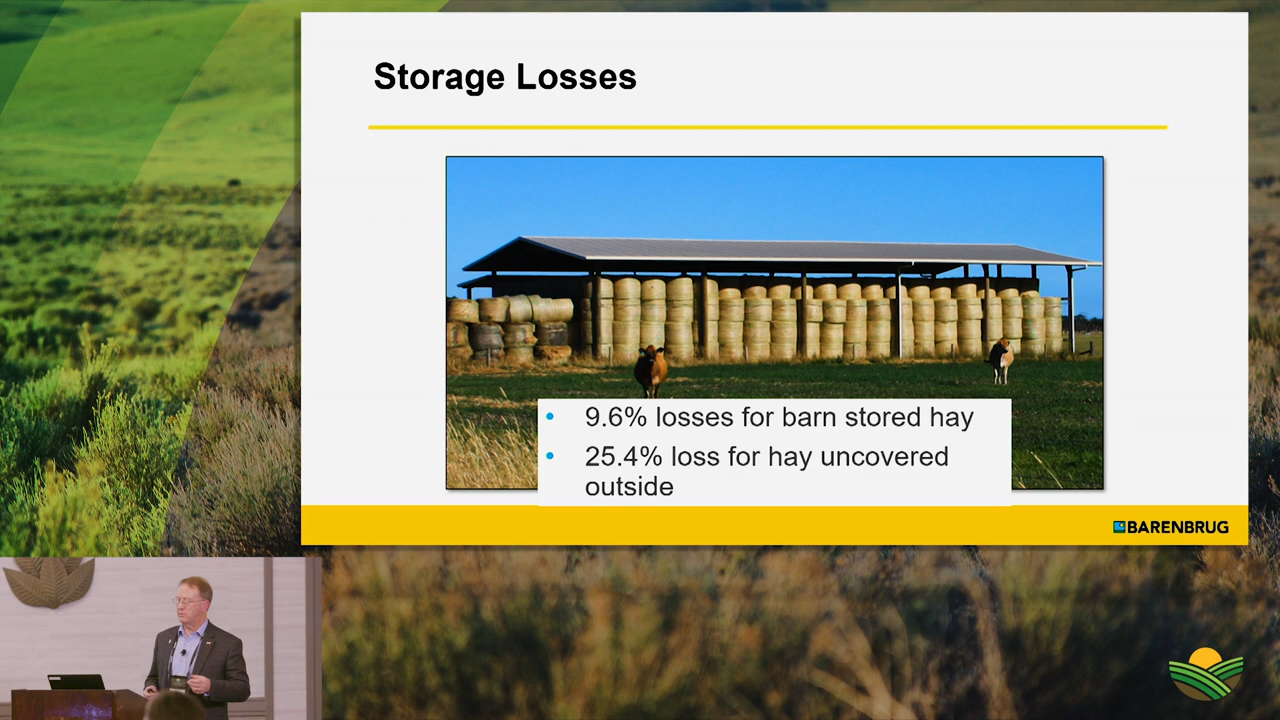 Storage Losses
• 9.6% losses for barn stored hay
• 25.4% loss for hay uncovered
outside
BARENBRUG